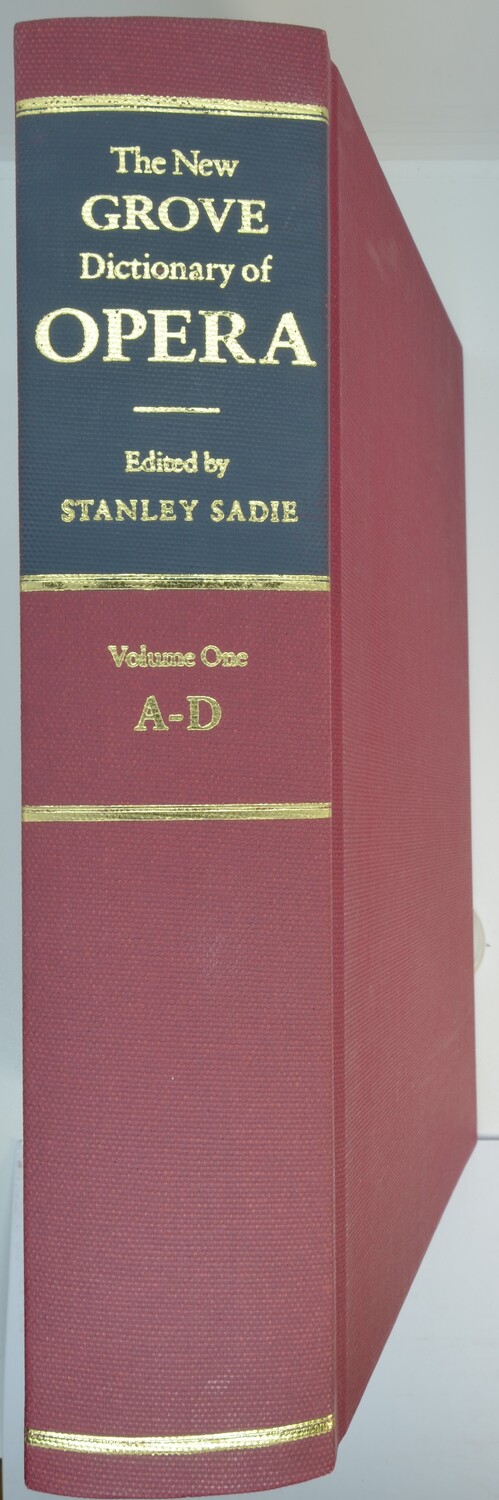 The New
GROVE
Dictionary of
OPERA
Edited by
STANLEY SADIE
Volume One
A-D